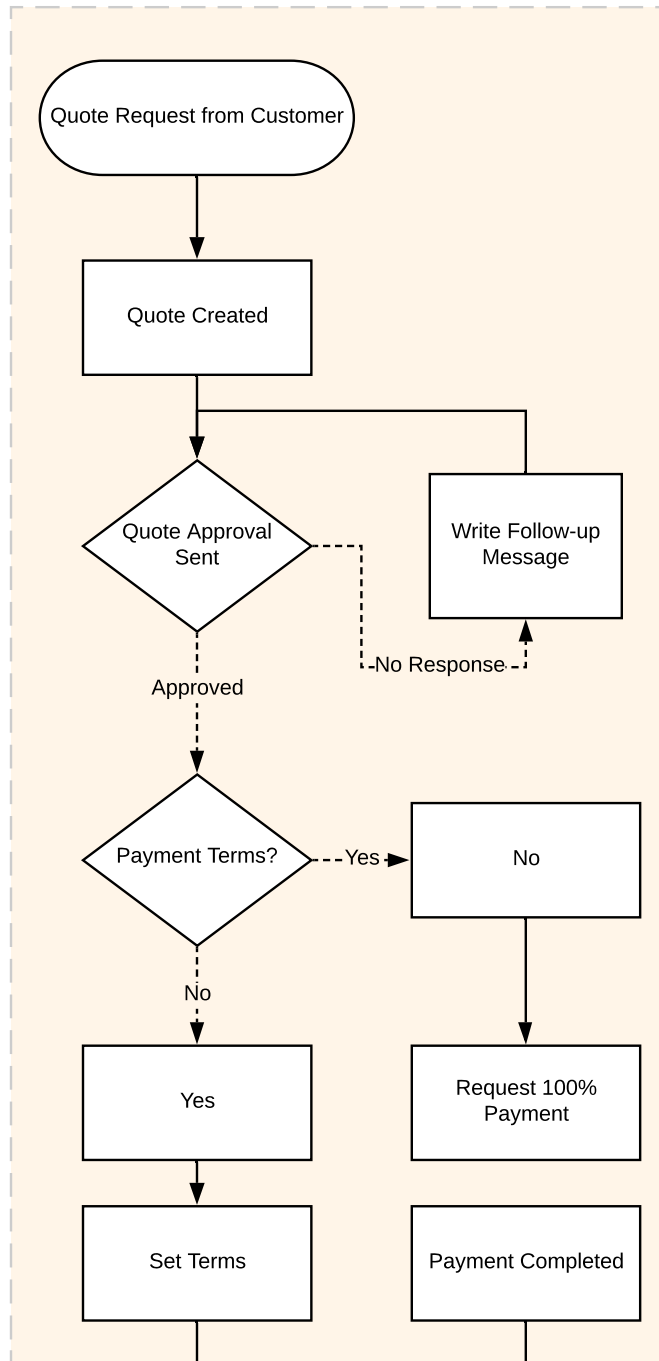 Quote Request from Customer
Quote Created
Quote Approval
Sent
Write Follow-up
Message
No Response
Approved
Payment Terms?
Yes
No
No
Yes
Request 100%
Payment
Set Terms
Payment Completed